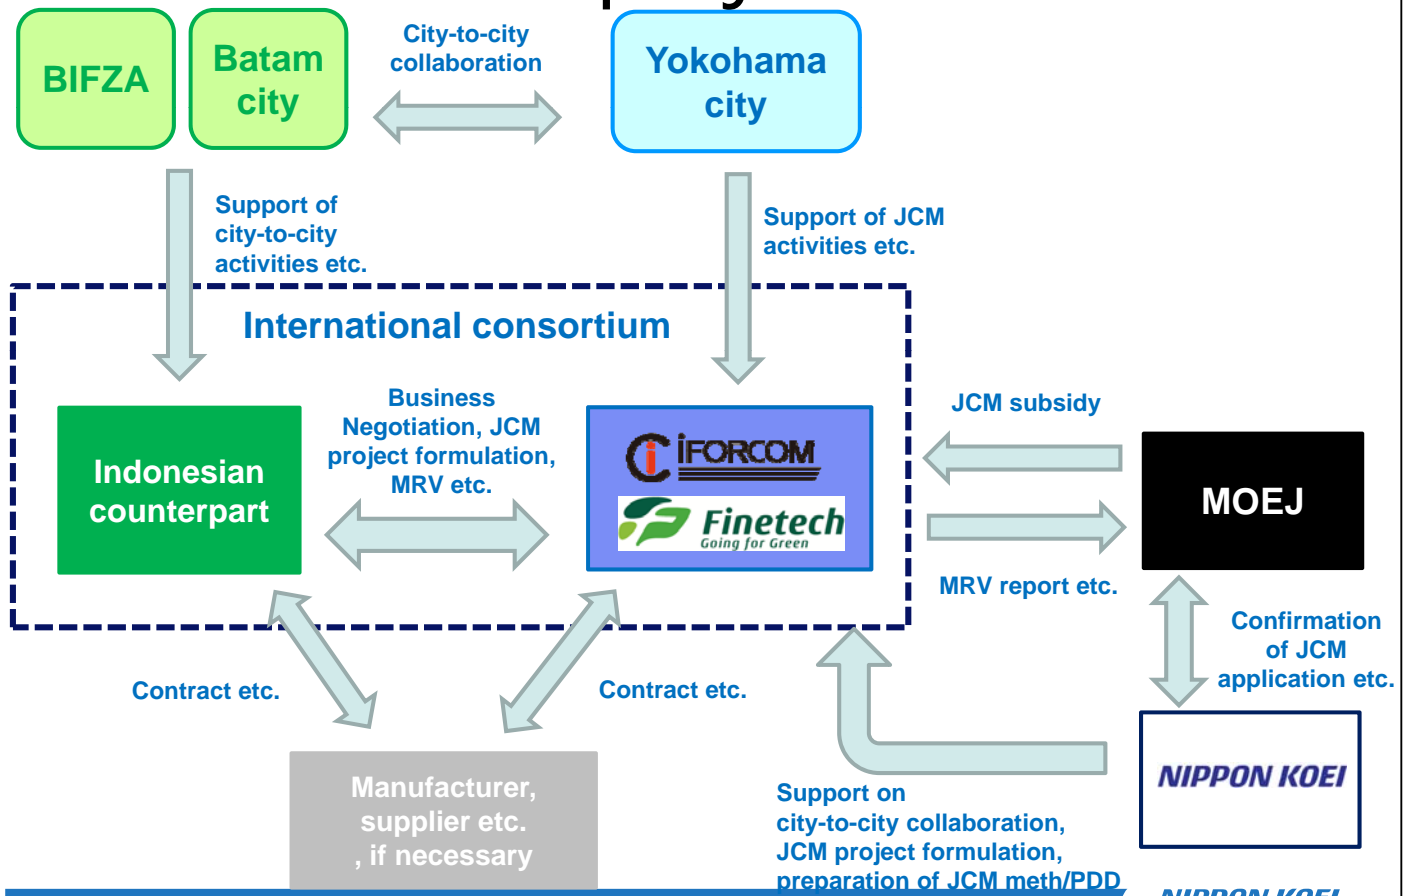 BIFZA
Batam
city
City-to-city
collaboration
Yokohama
city
Support of
city-to-city
activities etc.
Support of JCM
activities etc.
International consortium
Indonesian
counterpart
Business
Negotiation, JCM
project formulation,
MRV etc.
iFORCOM
Finetech
Going for Green
JCM subsidy
MOEJ
MRV report etc.
Confirmation
of JCM
application etc.
Contract etc.
Contract etc.
Manufacturer,
supplier etc.
, if necessary
Support on
city-to-city collaboration,
JCM project formulation,
preparation of JCM meth/PDD
NIPPON KOEI
NIPPON KOEI